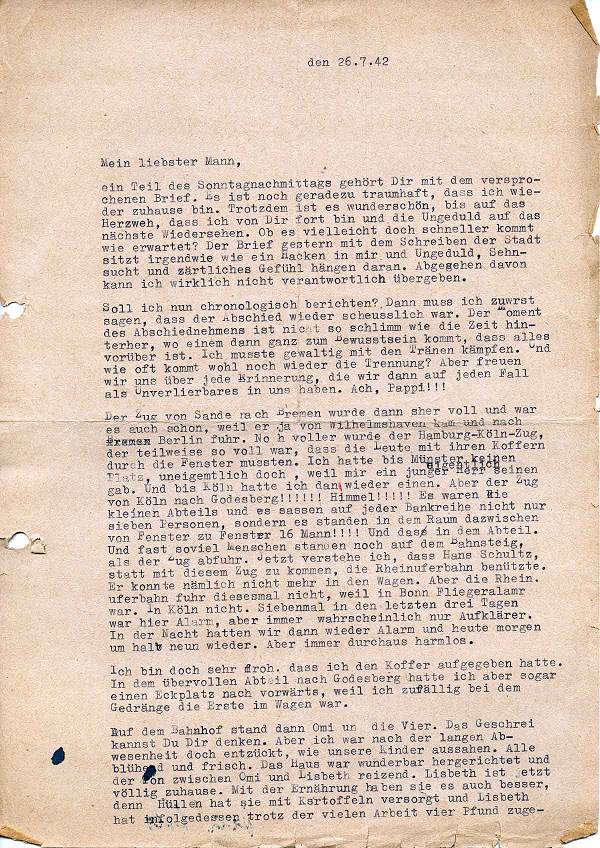 den 26.7.42
Mein liebster Mann,
ein Teil des Sonntagnachmittags gehört Dir mit dem verspro-
chenen Brief. Es ist noch geradezu traumhaft, dass ich wie-
der zuhause bin. Trotzdem ist es wunderschön, bis auf das
Herzweh, dass ich von Dir fort bin und die Ungeduld auf das
nächste Wiedersehen. Ob es vielleicht doch schneller kommt
wie erwartet? Der Brief gestern mit dem Schreiben der Stadt
sitzt irgendwie wie ein Hacken in mir und Ungeduld, Sehn-
sucht und zärtliches Gefühl hängen daran. Abgesehen davon
kann ich wirklich nicht verantwortlich übergeben.
Soll ich nun chronologisch berichten? Dann muss ich zuwrst
sagen, dass der Abschied wieder scheusslich war. Der Moment
des Abschiednehmens ist nicht so schlimm wie die Zeit hin-
terher, wo einem dann ganz zum Bewusstsein kommt, dass alles
vorüber ist. Ich musste gewaltig mit den Tränen kämpfen. Und
wie oft kommt wohl noch wieder die Trennung? Aber freuen
wir uns über jede Erinnerung, die wir dann auf jeden Fall
als Unverlierbares in uns haben. Ach, Pappi!!!
Der Zug von Sande nach Bremen wurde dann sher voll und war
es auch schon, weil er ja von Wilhelmshaven kam und nach
Bremen Berlin fuhr. Noch voller wurde der Hamburg-Köln-Zug,
der teilweise so voll war, dass die Leute mit ihren Koffern
durch die Fenster mussten. Ich hatte bis Münster keinen
eigentlich
Platz, uneigemtlich doch , weil mir ein junger Herr seinen
gab. Und bis Köln hatte ich dann wieder einen. Aber der Zug
von Köln nach Godesberg!!!!!! Himmel!!!!! Es waren die
kleinen Abteils und es sassen auf jeder Bankreihe nicht nur
sieben Personen, sondern es standen in dem Raum dazwischen
von Fenster zu Fenster 16 Mann!!!! Und dass in dem Abteil.
Und fast soviel Menschen standen noch auf dem Bahnsteig,
als der Zug abfuhr. Jetzt verstehe ich, dass Hans Schultz,
statt mit diesem Zug zu kommen, die Rheinuferbahn benützte.
Er konnte nämlich nicht mehr in den Wagen. Aber die Rhein.
uferbahn fuhr diesesmal nicht, weil in Bonn Fliegeralamr
war. In Köln nicht. Siebenmal in den letzten drei Tagen
war hier Alarm, aber immer wahrscheinlich nur Aufklärer.
In der Nacht hatten wir dann wieder Alarm und heute morgen
um halb neun wieder. Aber immer durchaus harmlos.
Ich bin doch sehr froh. dass ich den Koffer aufgegeben hatte.
In dem übervollen Abteil nach Godesberg hatte ich aber sogar
einen Eckplatz nach vorwärts, weil ich zufällig bei dem
Gedränge die Erste im Wagen war.
Auf dem Bahnhof stand dann Omi und die Vier. Das Geschrei
kannst Du Dir denken. Aber ich war nach der langen Ab-
wesenheit doch entzückt, wie unsere Kinder aussahen. Alle
blühend und frisch. Das Haus war wunderbar hergerichtet und
der Ton zwischen Omi und Lisbeth reizend. Lisbeth ist jetzt
völlig zuhause. Mit der Ernährung haben sie es auch besser,
denn Hüllen hat sie mit Kartoffeln versorgt und Lisbeth
hat infolgedessen trotz der vielen Arbeit vier Pfund zuge-